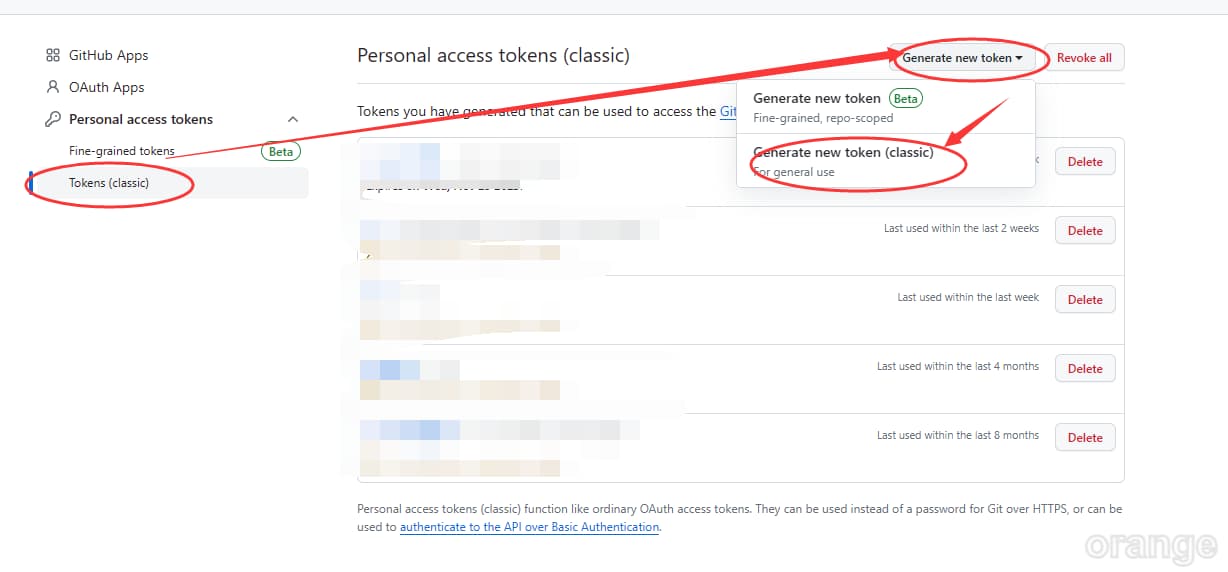 GitHub Apps
OAuth Apps
Personal access tokens
Fine-grained tokens Beta
Tokens (classic)
Personal access tokens (classic)
Generate new token
Revoke all
Tokens you have generated that can be used to access the Git
Generate new token Beta
Fine-grained, repo-scoped
Generate new token (classic)
For general use
Delete
Last used within the last 2 weeks
Delete
Last used within the last week
Delete
Last used within the last 4 months
Delete
Last used within the last 8 months
Delete
Personal access tokens (classic) function like ordinary OAuth access tokens. They can be used instead of a password for Git over HTTPS, or can be
used to authenticate to the API over Basic Authentication.
orange